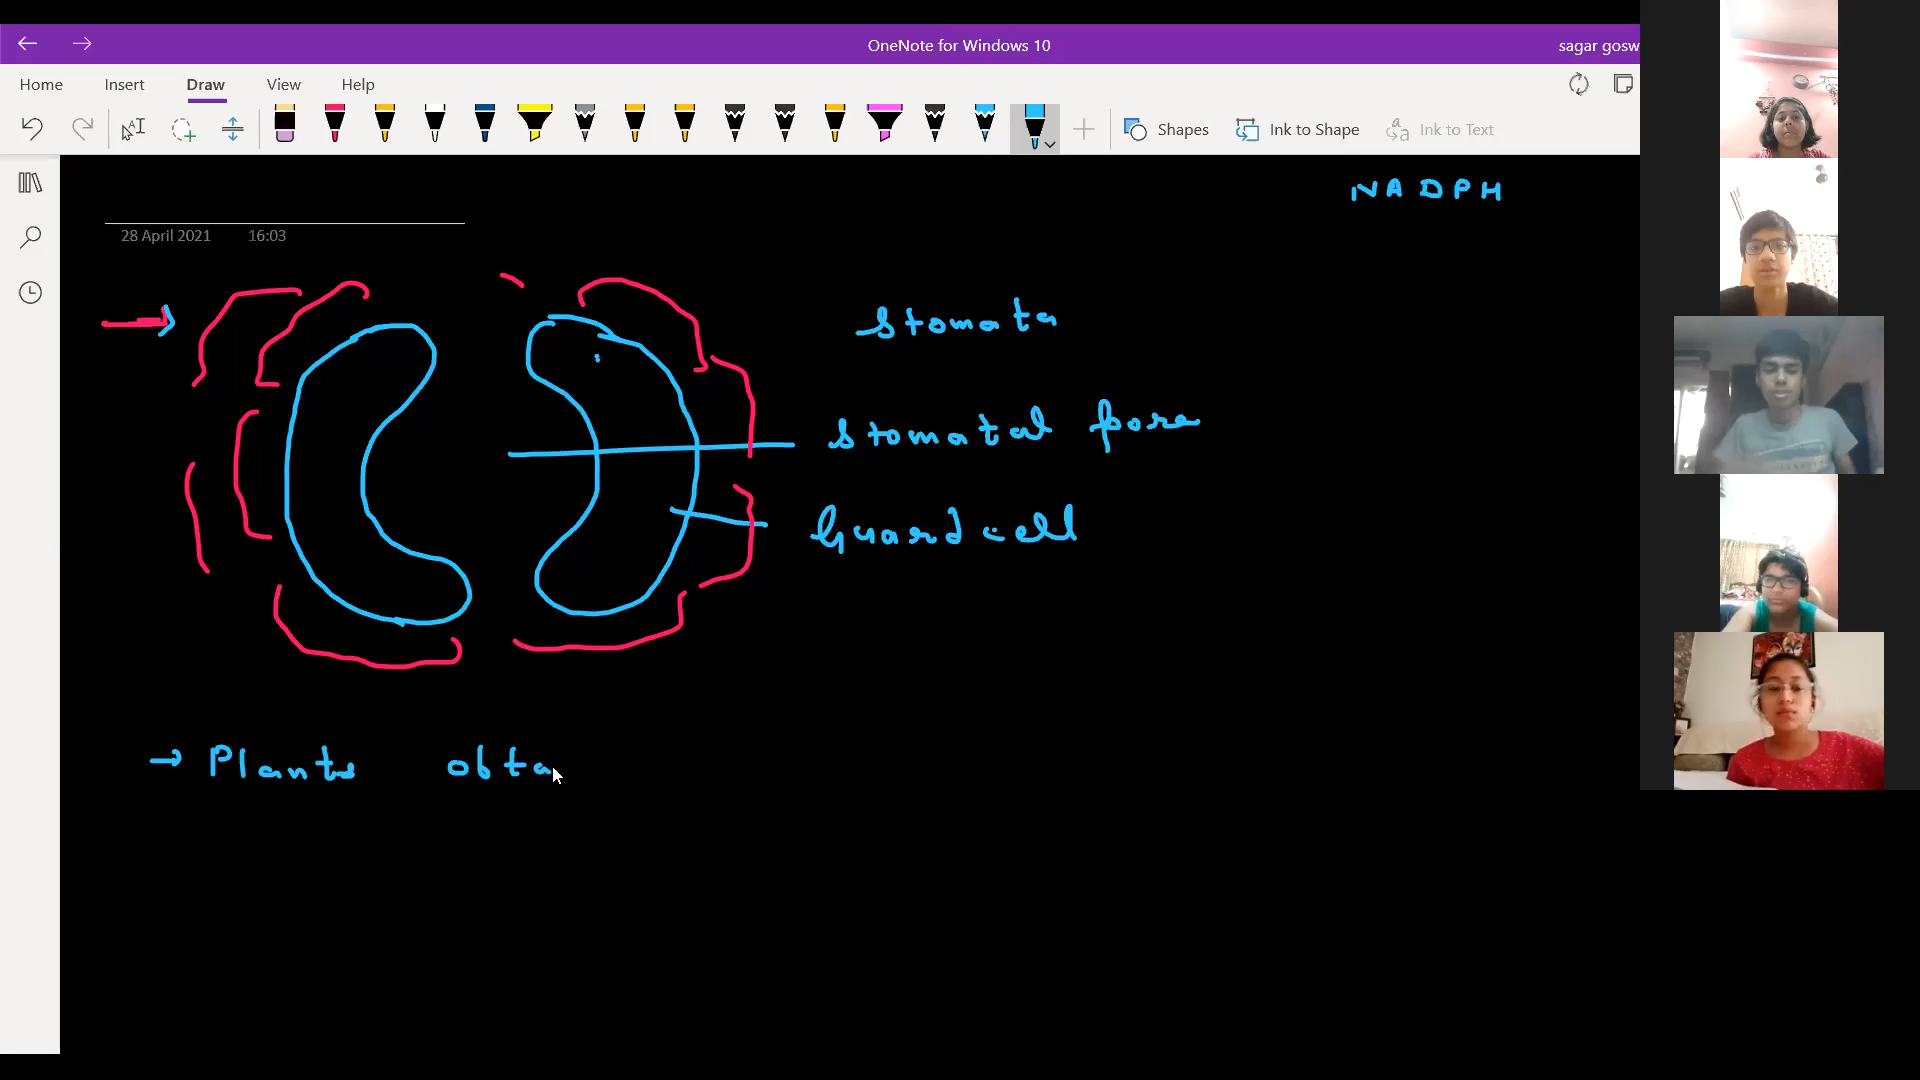 OneNote for Windows 10
sagar gosw
Home Insert Draw View Help
Shapes Ink to Shape Ink to Text
NADPH
28 April 2021 16:03
Stomata
Stomatal pore
Guard cell
→ Plants obta